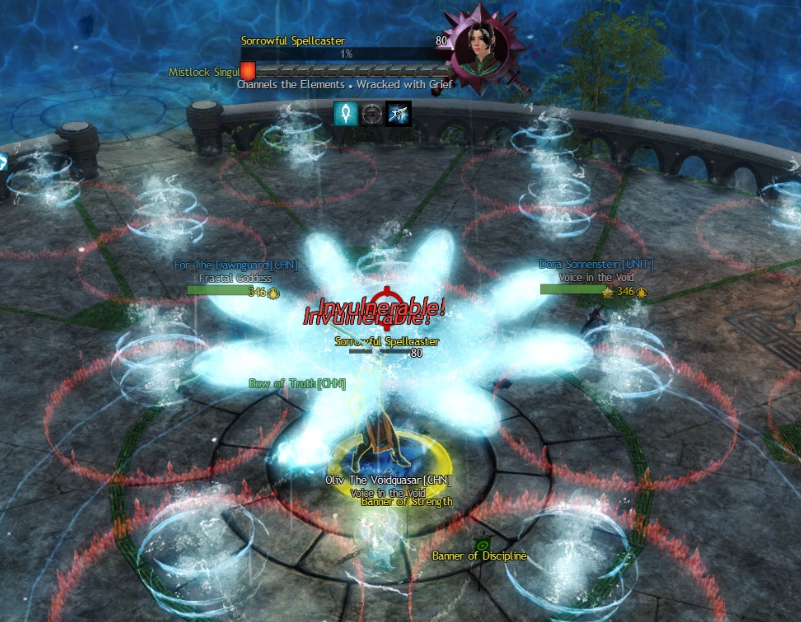 Sorrowful Spellcaster 80
1%
Mistlock Singul
Channels the Elements • Wracked with Grief
For The Dawnguard [CHN]
Fractal Goddess
346
Dora Sonnenstein [UNIT]
Voice in the Void
346
Invulnerable!
Invulnerable!
Sorrowful Spellcaster
80
Bow of Truth [CHN]
Oliv The Voidquasar [CHN]
Voice in the Void
Banner of Strength
Banner of Discipline